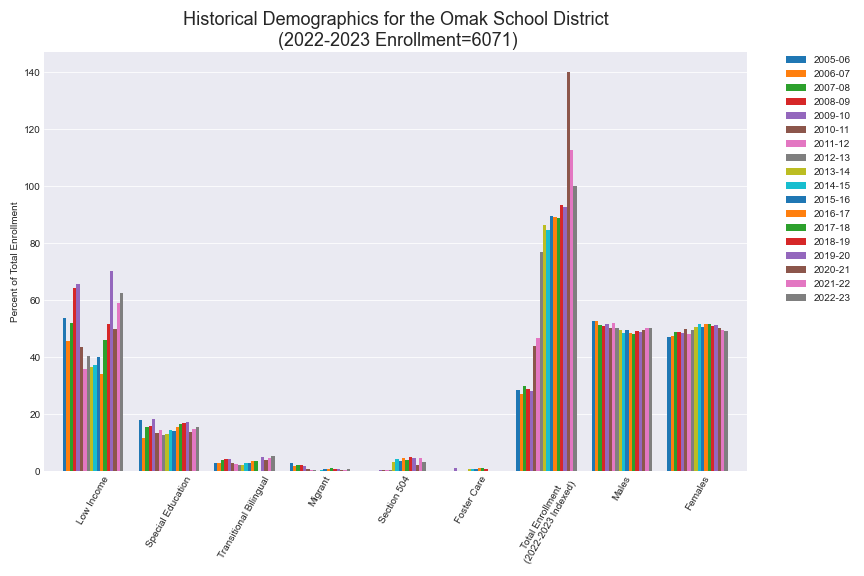 Historical Demographics for the Omak School District
(2022-2023 Enrollment=6071)
Percent of Total Enrollment
140
120
100
80
60
40
20
0
Low Income
Special Education
Transitional Bilingual
Migrant
Section 504
Foster Care
Total Enrollment
(2022-2023 Indexed)
Males
Females
2005-06
2006-07
2007-08
2008-09
2009-10
2010-11
2011-12
2012-13
2013-14
2014-15
2015-16
2016-17
2017-18
2018-19
2019-20
2020-21
2021-22
2022-23